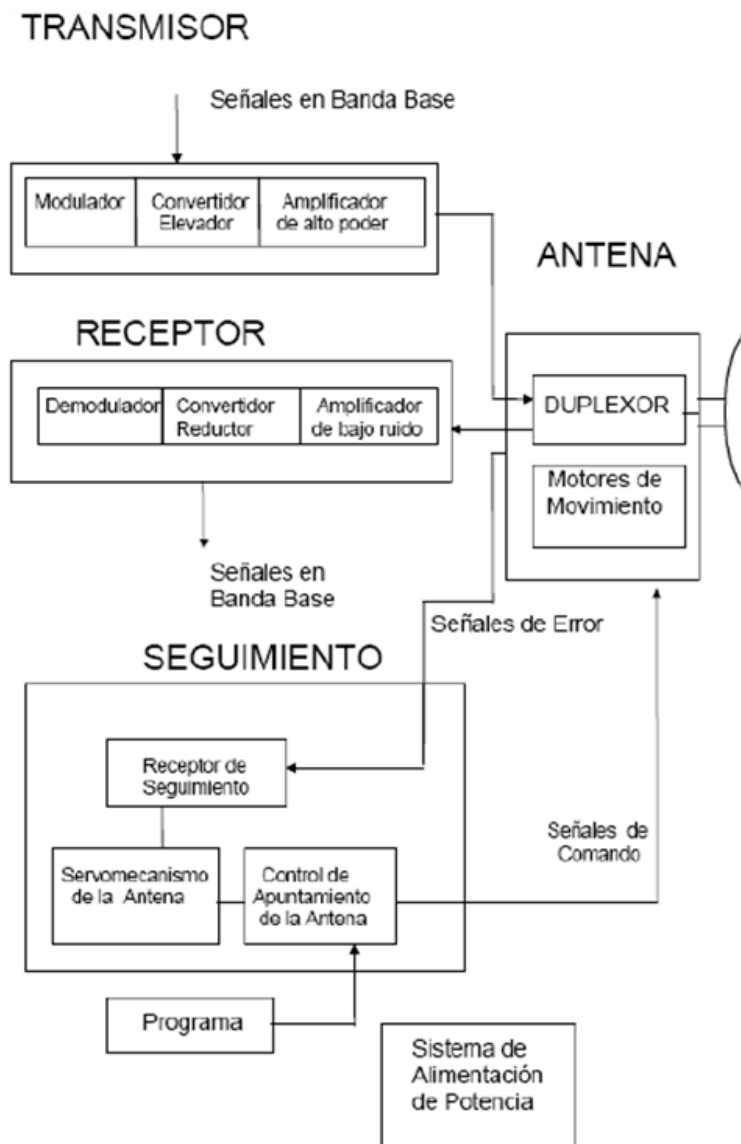 TRANSMISOR
Señales en Banda Base
Modulador
Convertidor
Elevador
Amplificador
de alto poder
ANTENA
RECEPTOR
Demodulador
Convertidor
Reductor
Amplificador
de bajo ruido
DUPLEXOR
Motores de
Movimiento
Señales en
Banda Base
Señales de Error
SEGUIMIENTO
Receptor de
Seguimiento
Servomecanismo
de la Antena
Control de
Apuntamiento
de la Antena
Señales de
Comando
Programa
Sistema de
Alimentación
de Potencia